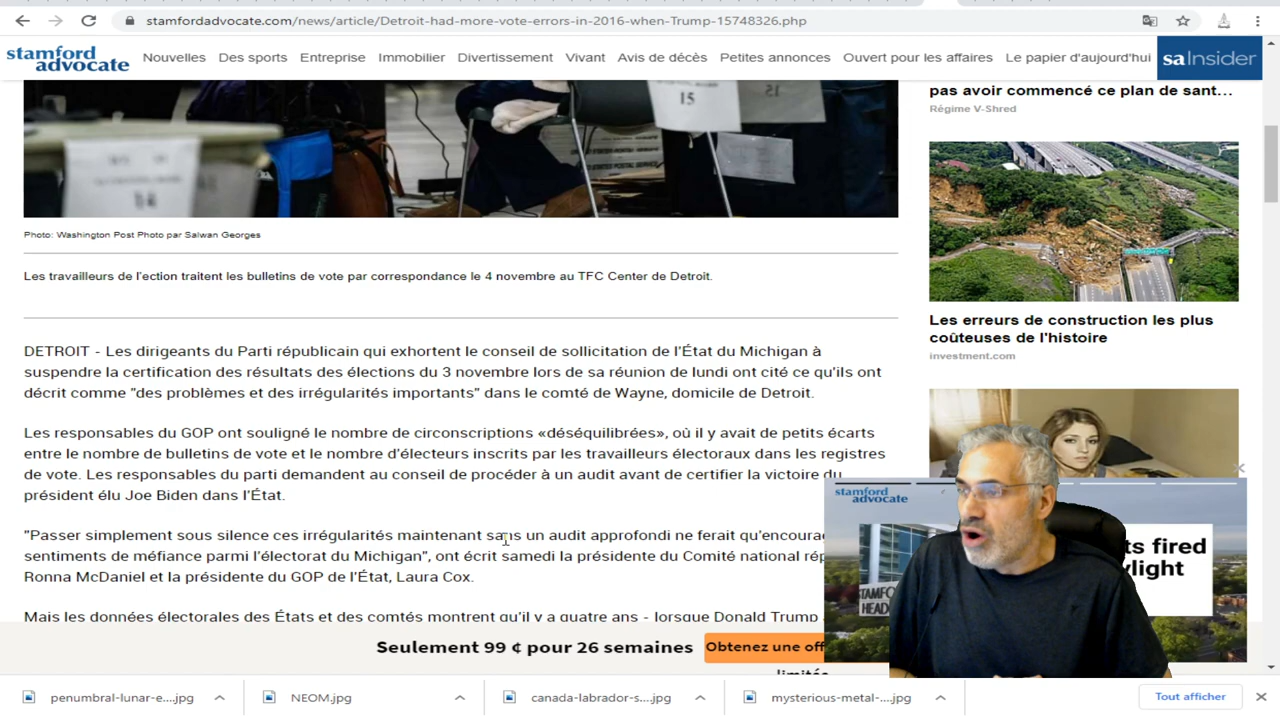 stamfordadvocate.com/news/article/Detroit-had-more-vote-errors-in-2016-when-Trump-15748326.php
stamford
advocate
Nouvelles Des sports Entreprise Immobilier Divertissement Vivant Avis de décès Petites annonces Ouvert pour les affaires Le papier d'aujourd'hui
saInsider
15
15
14
Photo: Washington Post Photo par Salwan Georges
Les travailleurs de l'ection traitent les bulletins de vote par correspondance le 4 novembre au TFC Center de Detroit.
DETROIT - Les dirigeants du Parti républicain qui exhortent le conseil de sollicitation de l'État du Michigan à
suspendre la certification des résultats des élections du 3 novembre lors de sa réunion de lundi ont cité ce qu'ils ont
décrit comme "des problèmes et des irrégularités importants" dans le comté de Wayne, domicile de Detroit.
Les responsables du GOP ont souligné le nombre de circonscriptions «déséquilibrées», où il y avait de petits écarts
entre le nombre de bulletins de vote et le nombre d'électeurs inscrits par les travailleurs électoraux dans les registres
de vote. Les responsables du parti demandent au conseil de procéder à un audit avant de certifier la victoire du
président élu Joe Biden dans l'État.
"Passer simplement sous silence ces irrégularités maintenant sans un audit approfondi ne ferait qu'encoura
sentiments de méfiance parmi l'électorat du Michigan", ont écrit samedi la présidente du Comité national rép
Ronna McDaniel et la présidente du GOP de l'État, Laura Cox.
Mais les données électorales des États et des comtés montrent qu'il y a quatre ans - lorsque Donald Trump
pas avoir commencé ce plan de sant...
Régime V-Shred
Les erreurs de construction les plus
coûteuses de l'histoire
investment.com
stamford
advocate
ts fired
ylight
STAMFO
HEAD
Seulement 99 ¢ pour 26 semaines
Obtenez une off
limitée
penumbral-lunar-e....jpg
NEOM.jpg
canada-labrador-s....jpg
mysterious-metal-....jpg
Tout afficher